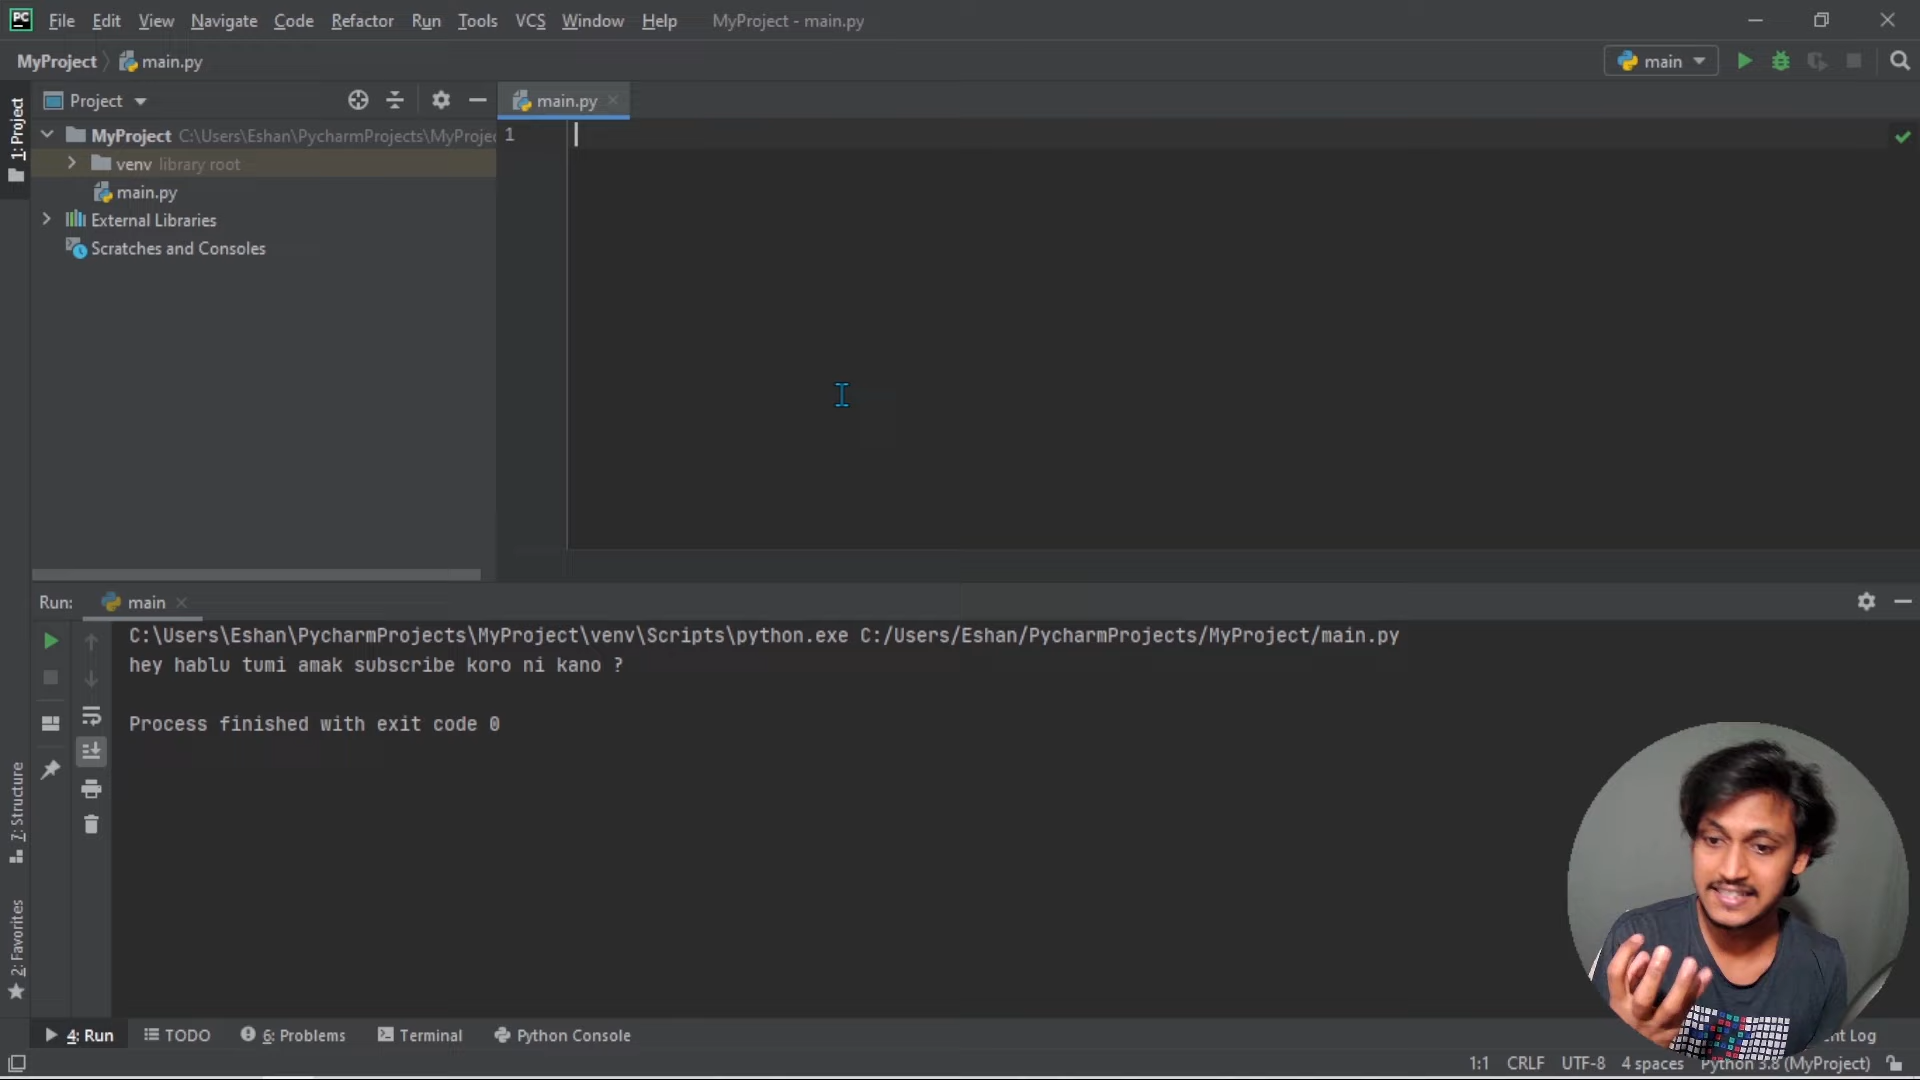 PC File Edit View Navigate Code Refactor Run Tools VCS Window Help MyProject - main.py
MyProject main.py main
1: Project Project main.py
MyProject C:\Users\Eshan\PycharmProjects\MyProjec
1
venv library root
main.py
External Libraries
Scratches and Consoles
Run: main
C:\Users\Eshan\PycharmProjects\MyProject\venv\Scripts\python.exe C:/Users/Eshan/PycharmProjects/MyProject/main.py
hey hablu tumi amak subscribe koro ni kano ?
Process finished with exit code 0
7: Structure
2: Favorites
4: Run TODO 6: Problems Terminal Python Console nt Log
1:1 CRLF UTF-8 4 spaces Python 3.8 (MyProject)